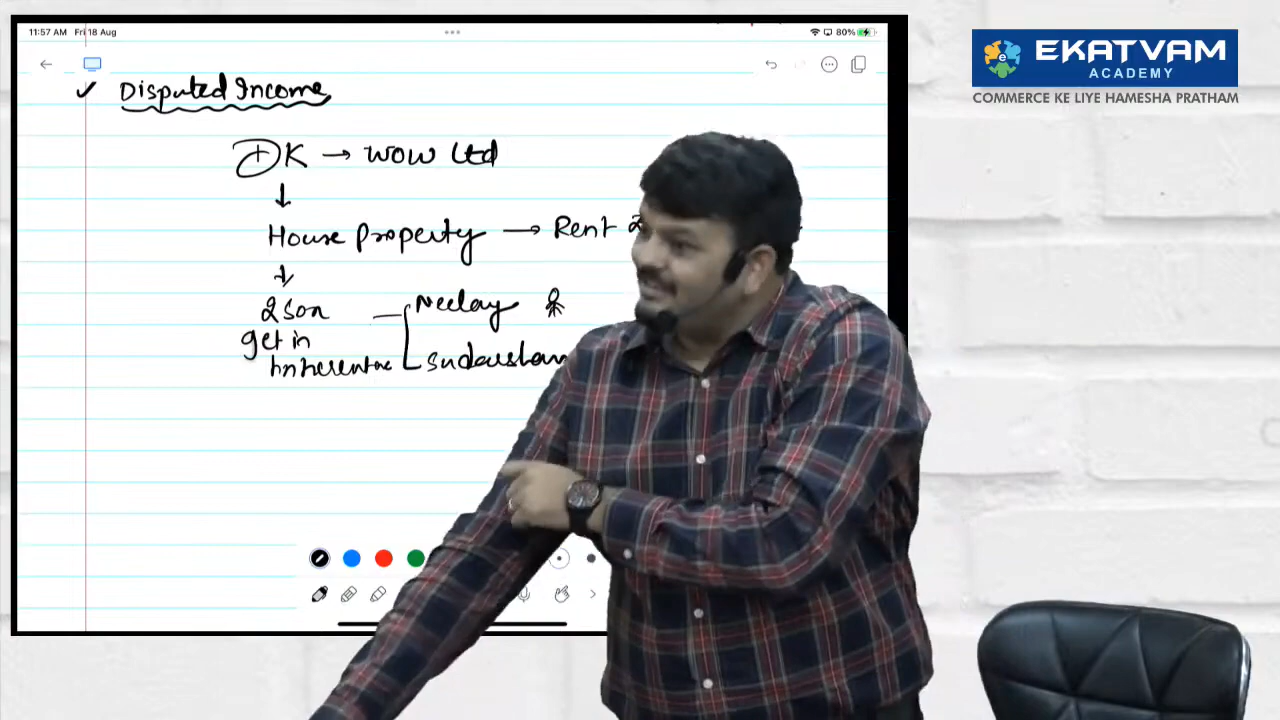 11:57 AM Fri 18 Aug
80%
EKATVAM
ACADEMY
COMMERCE KE LIYE HAMESHA PRATHAM
✓ Disputed Income
DK → WOW Ltd
↓
House Property → Rent 2
↓
2 Son
Neelay
get in
Sudarshan